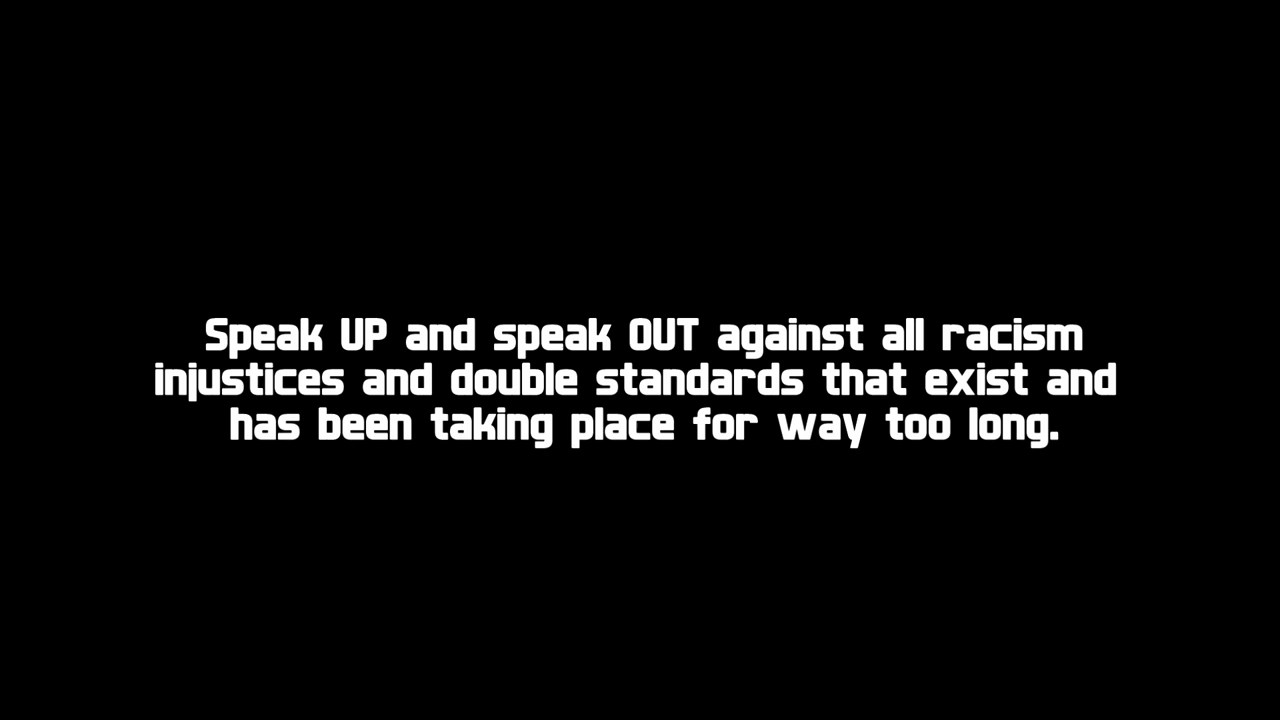 Speak UP and speak OUT against all racism
injustices and double standards that exist and
has been taking place for way too long.